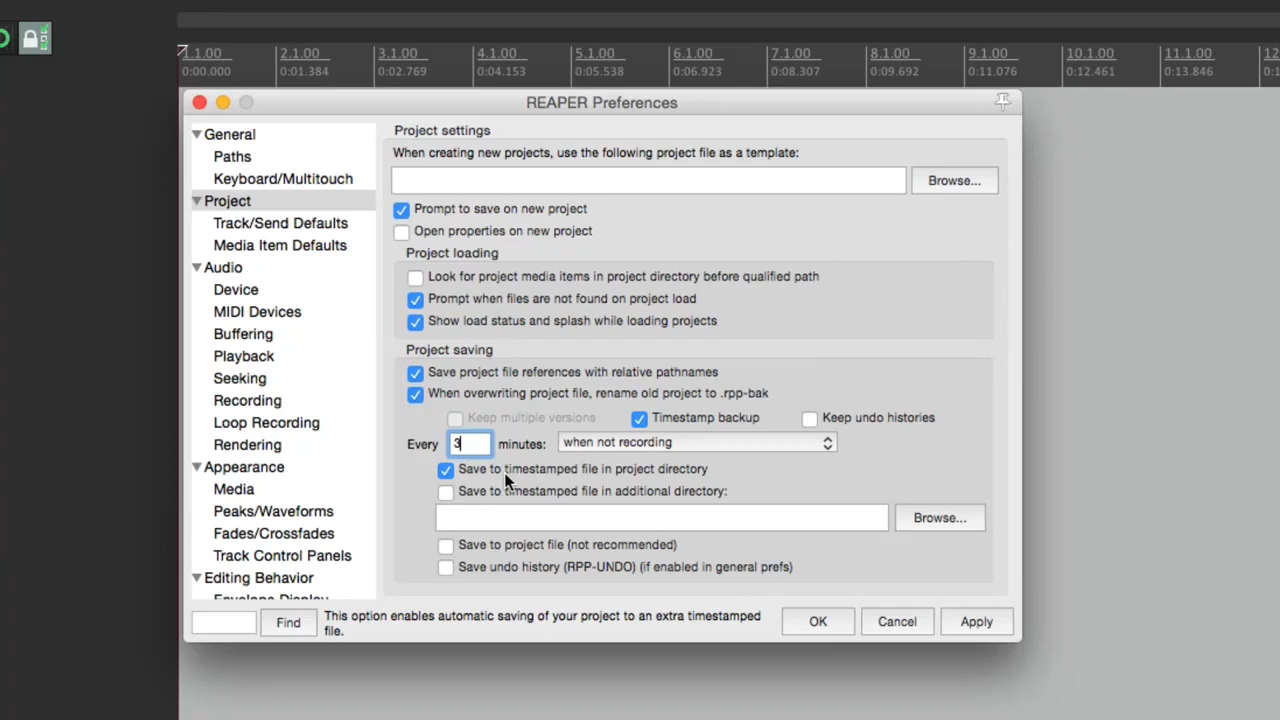 1.1.00 2.1.00 3.1.00 4.1.00 5.1.00 6.1.00 7.1.00 8.1.00 9.1.00 10.1.00 11.1.00
0:00.000 0:01.384 0:02.769 0:04.153 0:05.538 0:06.923 0:08.307 0:09.692 0:11.076 0:12.461 0:13.846
REAPER Preferences
General
Paths
Keyboard/Multitouch
Project
Track/Send Defaults
Media Item Defaults
Audio
Device
MIDI Devices
Buffering
Playback
Seeking
Recording
Loop Recording
Rendering
Appearance
Media
Peaks/Waveforms
Fades/Crossfades
Track Control Panels
Editing Behavior
Envelope Display
Find
Project settings
When creating new projects, use the following project file as a template:
Browse...
Prompt to save on new project
Open properties on new project
Project loading
Look for project media items in project directory before qualified path
Prompt when files are not found on project load
Show load status and splash while loading projects
Project saving
Save project file references with relative pathnames
When overwriting project file, rename old project to .rpp-bak
Keep multiple versions Timestamp backup Keep undo histories
Every 3 minutes: when not recording
Save to timestamped file in project directory
Save to timestamped file in additional directory:
Browse...
Save to project file (not recommended)
Save undo history (RPP-UNDO) (if enabled in general prefs)
This option enables automatic saving of your project to an extra timestamped
file.
OK Cancel Apply